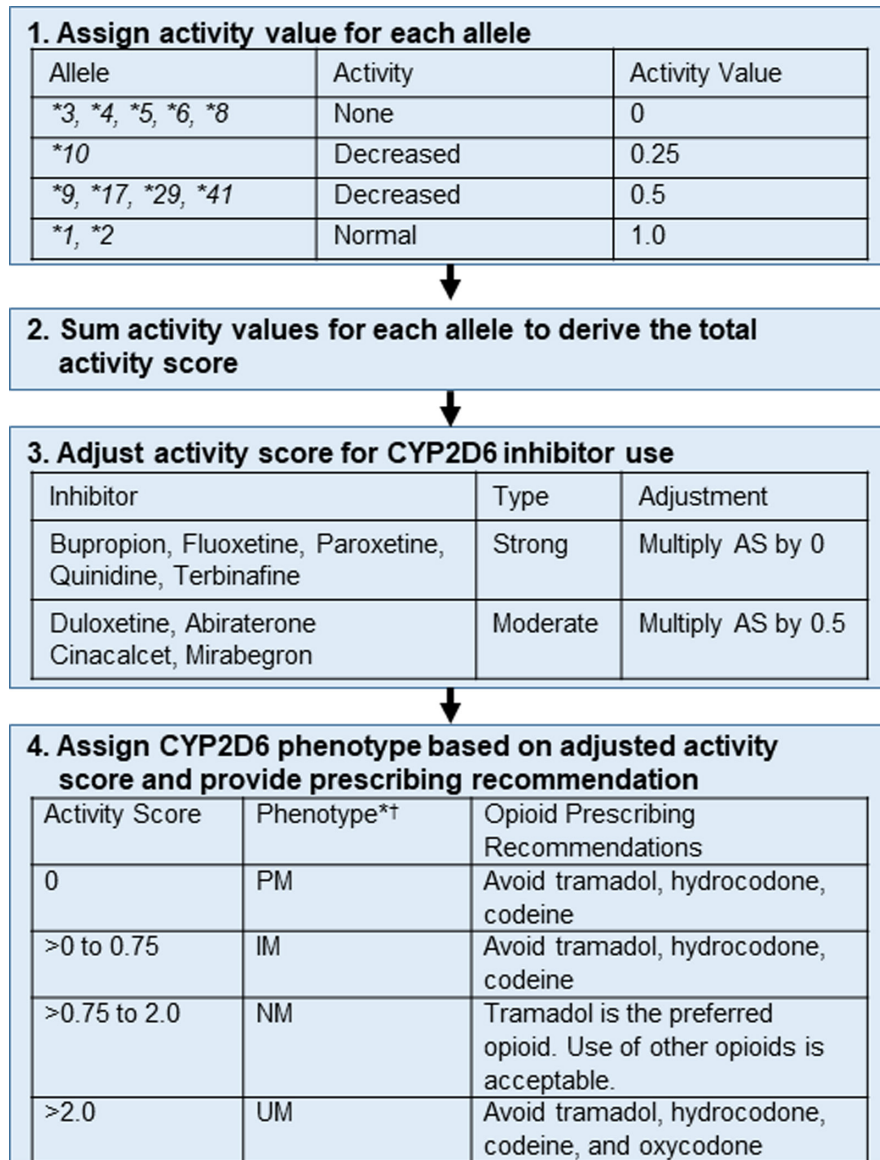 1. Assign activity value for each allele
Allele Activity Activity Value
*3, *4, *5, *6, *8 None 0
*10 Decreased 0.25
*9, *17, *29, *41 Decreased 0.5
*1, *2 Normal 1.0
2. Sum activity values for each allele to derive the total
activity score
3. Adjust activity score for CYP2D6 inhibitor use
Inhibitor Type Adjustment
Bupropion, Fluoxetine, Paroxetine, Strong Multiply AS by 0
Quinidine, Terbinafine
Duloxetine, Abiraterone Moderate Multiply AS by 0.5
Cinacalcet, Mirabegron
4. Assign CYP2D6 phenotype based on adjusted activity
score and provide prescribing recommendation
Activity Score Phenotype*† Opioid Prescribing
Recommendations
0 PM Avoid tramadol, hydrocodone,
codeine
>0 to 0.75 IM Avoid tramadol, hydrocodone,
codeine
>0.75 to 2.0 NM Tramadol is the preferred
opioid. Use of other opioids is
acceptable.
>2.0 UM Avoid tramadol, hydrocodone,
codeine, and oxycodone